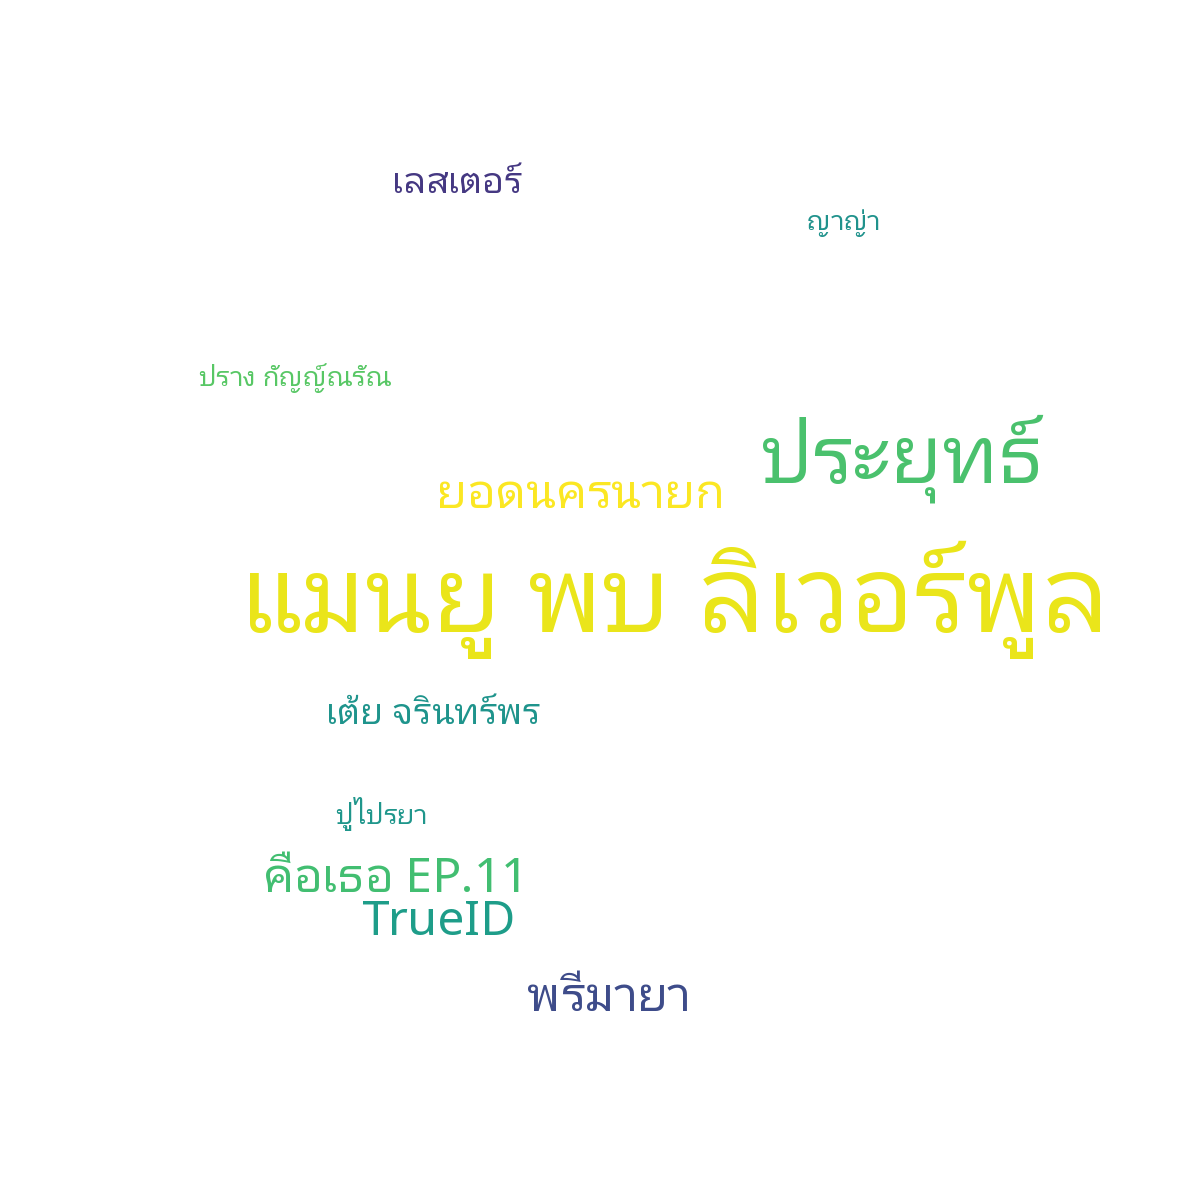 เลสเตอร์
ญาญ่า
ปราง กัญญ์ณรัณ
ประยุทธ์
ยอดนครนายก
แมนยู พบ ลิเวอร์พูล
เต้ย จรินทร์พร
ปูไปรยา
คือเธอ EP.11
TrueID
พรีมายา